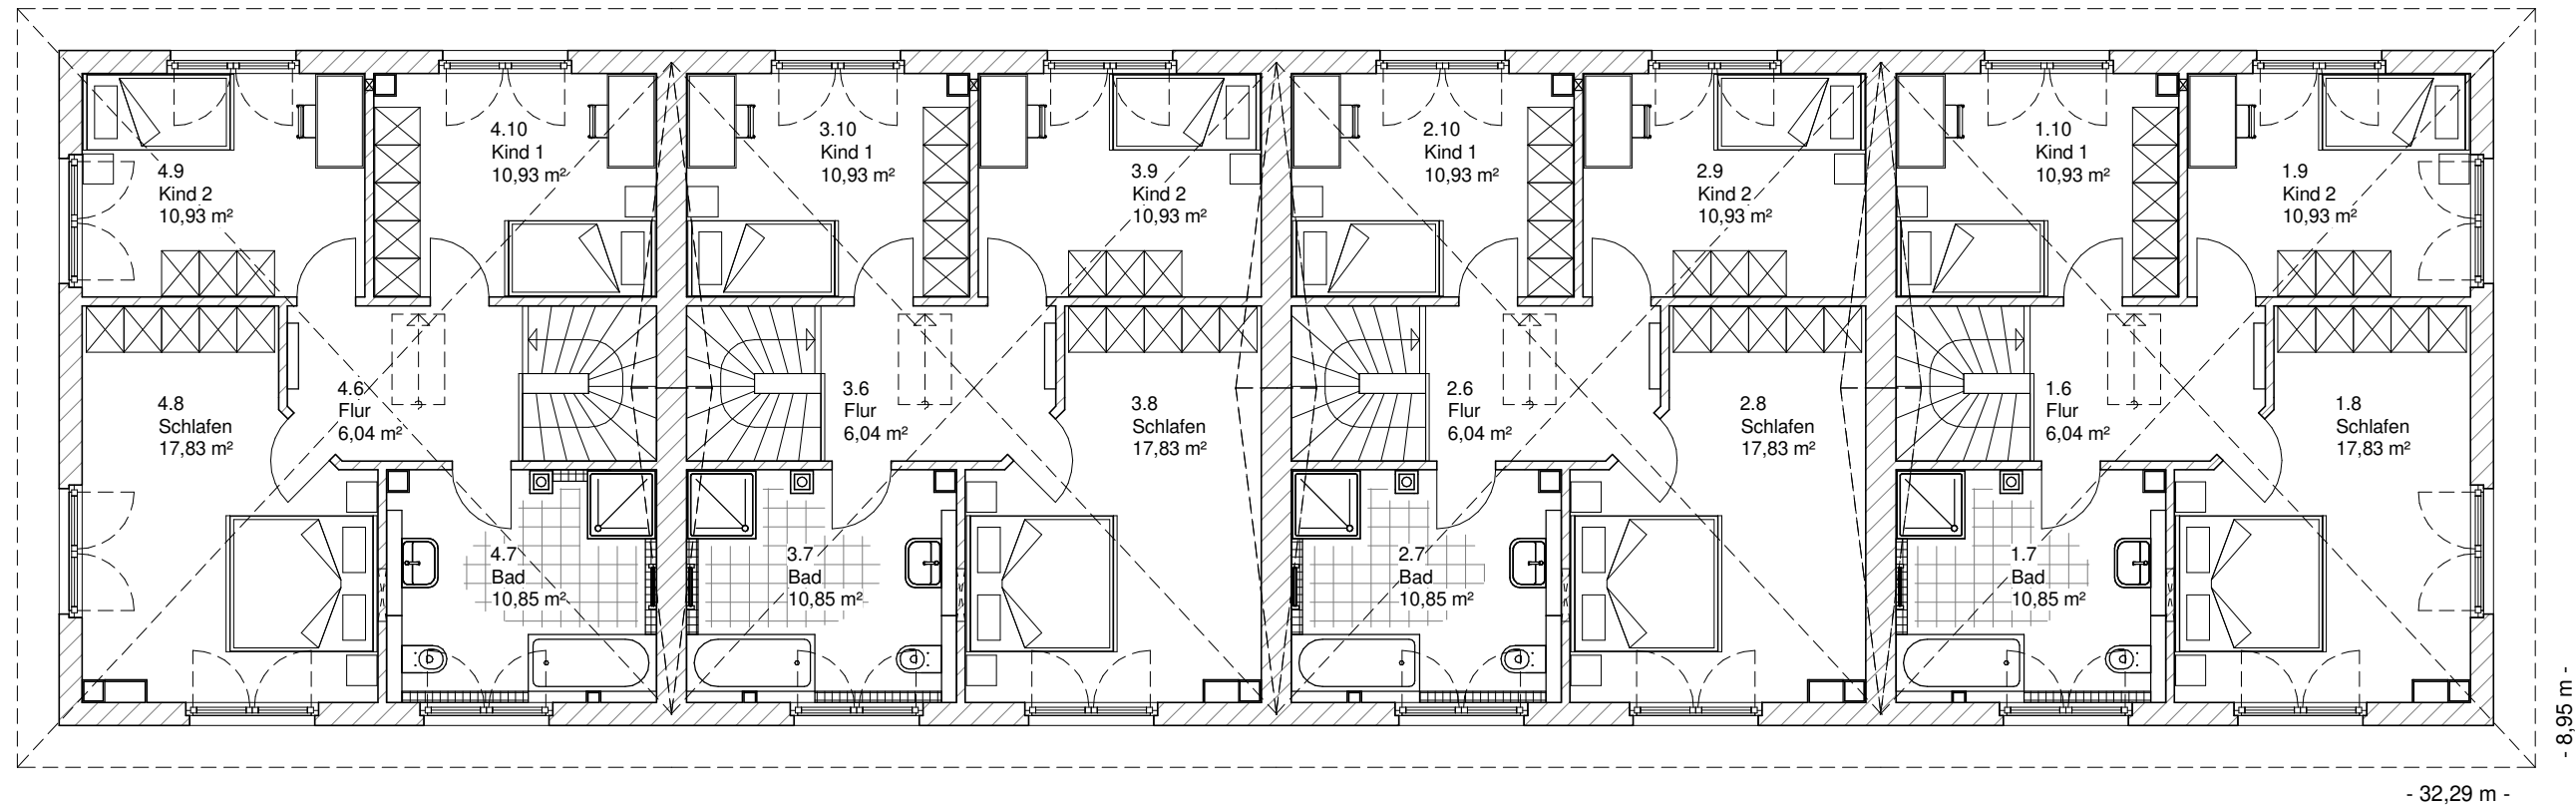 4.9
Kind 2
10,93 m²
4.10
Kind 1
10,93 m²
3.10
Kind 1
10,93 m²
3.9
Kind 2
10,93 m²
2.10
Kind 1
10,93 m²
2.9
Kind 2
10,93 m²
1.10
Kind 1
10,93 m²
1.9
Kind 2
10,93 m²
4.8
Schlafen
17,83 m²
4.6
Flur
6,04 m²
3.6
Flur
6,04 m²
3.8
Schlafen
17,83 m²
2.6
Flur
6,04 m²
2.8
Schlafen
17,83 m²
1.6
Flur
6,04 m²
1.8
Schlafen
17,83 m²
4.7
Bad
10,85 m²
3.7
Bad
10,85 m²
2.7
Bad
10,85 m²
1.7
Bad
10,85 m²
- 8,95 m -
- 32,29 m -